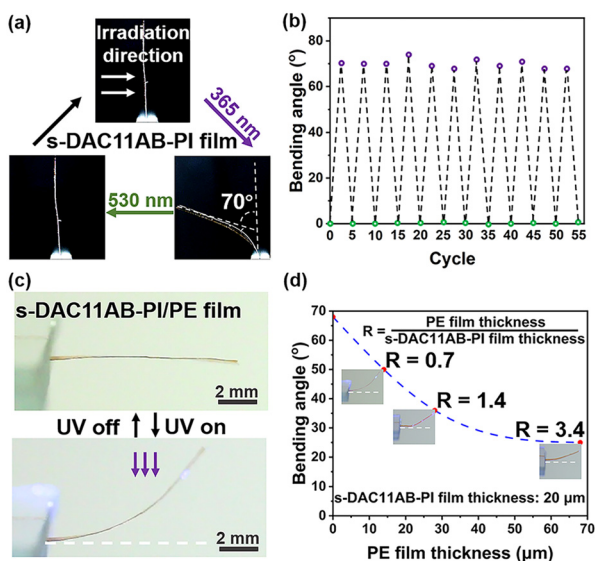 (a)
Irradiation
direction
365 nm
s-DAC11AB-PI film
530 nm
70°
(b)
Bending angle (°)
80
60
40
20
0
0 5 10 15 20 25 30 35 40 45 50 55
Cycle
(c)
s-DAC11AB-PI/PE film
2 mm
UV off
UV on
2 mm
(d)
Bending angle (°)
70
60
50
40
30
20
10
0
R = PE film thickness
s-DAC11AB-PI film thickness
R = 0.7
R = 1.4
R = 3.4
s-DAC11AB-PI film thickness: 20 μm
0 10 20 30 40 50 60 70
PE film thickness (μm)